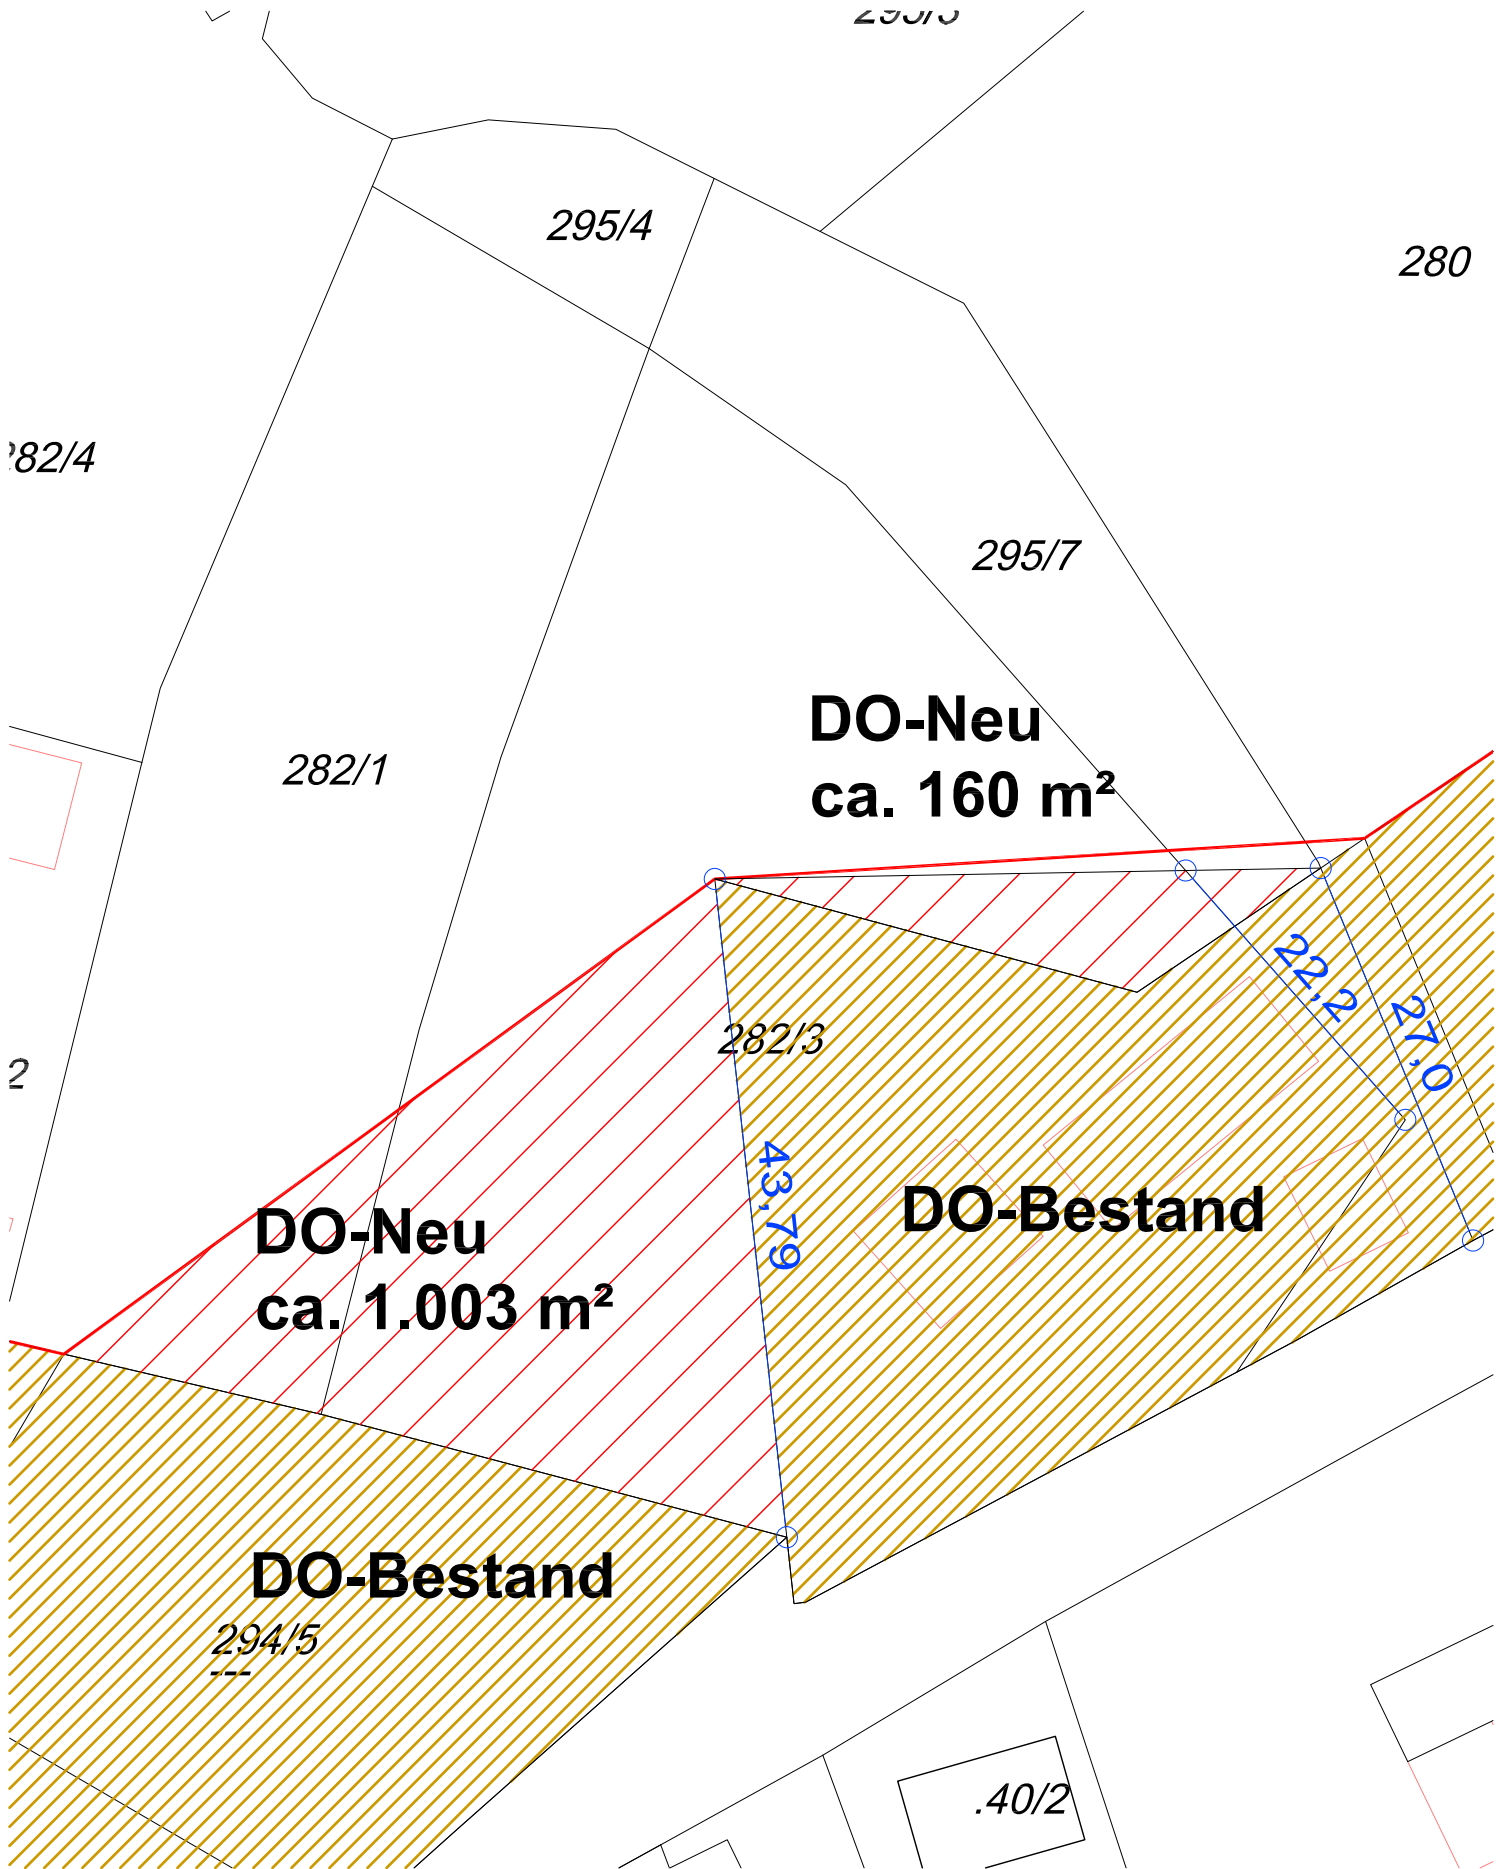 295/4
280
282/4
295/7
DO-Neu
ca. 160 m²
282/1
22,2
27,0
282/3
2
43,79
DO-Bestand
DO-Neu
ca. 1.003 m²
DO-Bestand
294/5
---
.40/2